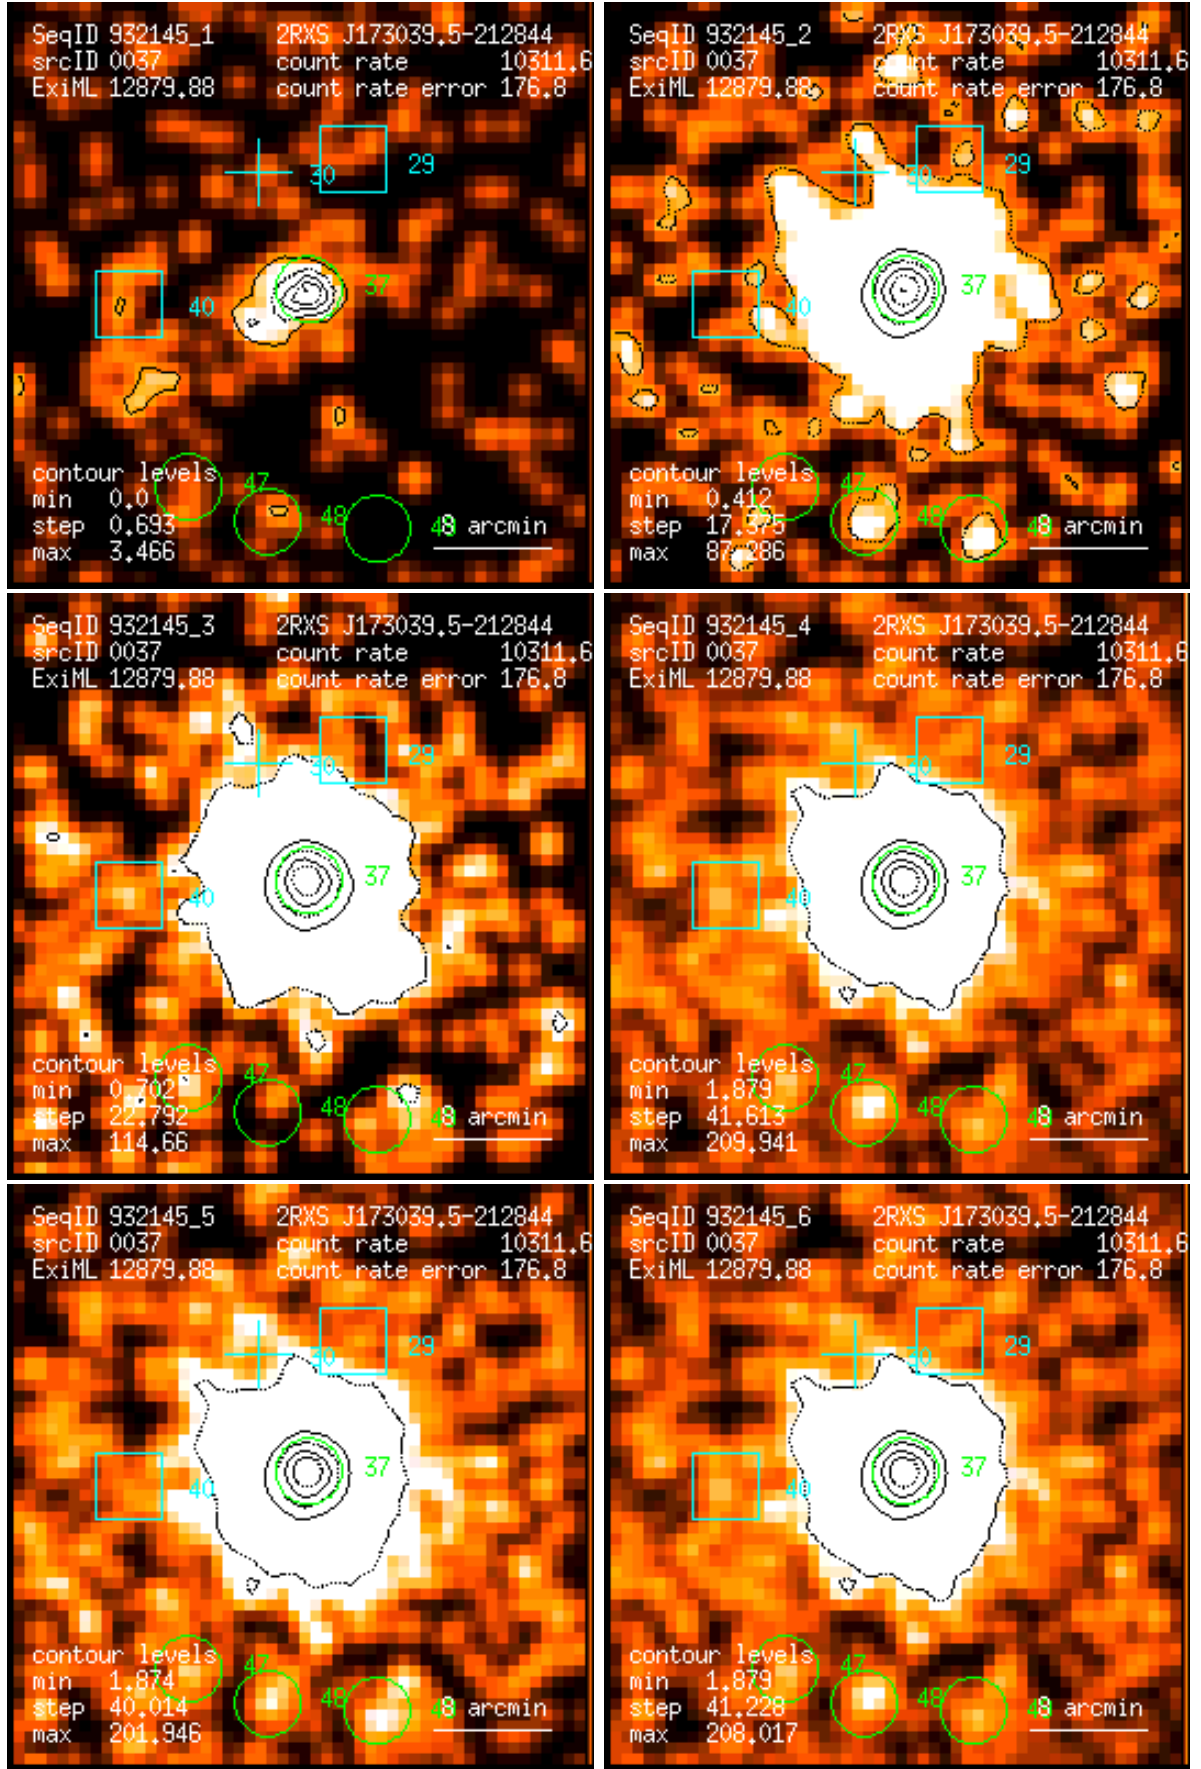 SeqID 932145_1 2RXS J173039.5-212844
srcID 0037 count rate 10311.6
ExiML 12879.88 count rate error 176.8
30 29
37
40
contour levels
min 0.0 47
step 0.693 48
max 3.466 8 arcmin
SeqID 932145_2 2RXS J173039.5-212844
srcID 0037 count rate 10311.6
ExiML 12879.88 count rate error 176.8
30 29
37
40
contour levels
min 0.412 47
step 17.375 48
max 87.286 8 arcmin
SeqID 932145_3 2RXS J173039.5-212844
srcID 0037 count rate 10311.6
ExiML 12879.88 count rate error 176.8
30 29
37
40
contour levels
min 0.702 47
step 22.792 48
max 114.66 8 arcmin
SeqID 932145_4 2RXS J173039.5-212844
srcID 0037 count rate 10311.6
ExiML 12879.88 count rate error 176.8
30 29
37
40
contour levels
min 1.879 47
step 41.613 48
max 209.941 8 arcmin
SeqID 932145_5 2RXS J173039.5-212844
srcID 0037 count rate 10311.6
ExiML 12879.88 count rate error 176.8
30 29
37
40
contour levels
min 1.874 47
step 40.014 48
max 201.946 8 arcmin
SeqID 932145_6 2RXS J173039.5-212844
srcID 0037 count rate 10311.6
ExiML 12879.88 count rate error 176.8
30 29
37
40
contour levels
min 1.879 47
step 41.228 48
max 208.017 8 arcmin